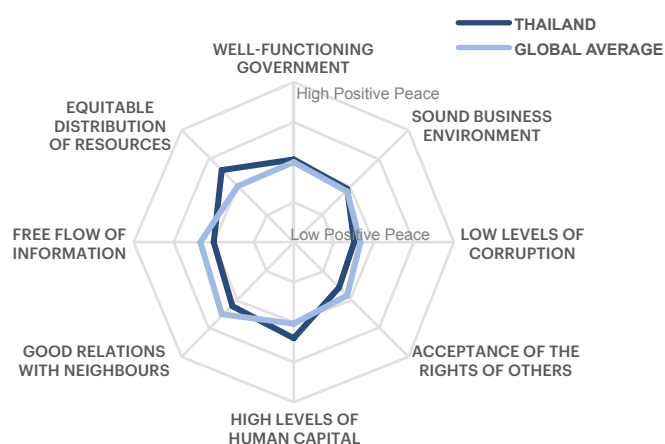 THAILAND
GLOBAL AVERAGE
WELL-FUNCTIONING
GOVERNMENT
High Positive Peace
EQUITABLE
DISTRIBUTION
OF RESOURCES
SOUND BUSINESS
ENVIRONMENT
FREE FLOW OF
INFORMATION
Low Positive Peace
LOW LEVELS OF
CORRUPTION
GOOD RELATIONS
WITH NEIGHBOURS
ACCEPTANCE OF THE
RIGHTS OF OTHERS
HIGH LEVELS OF
HUMAN CAPITAL